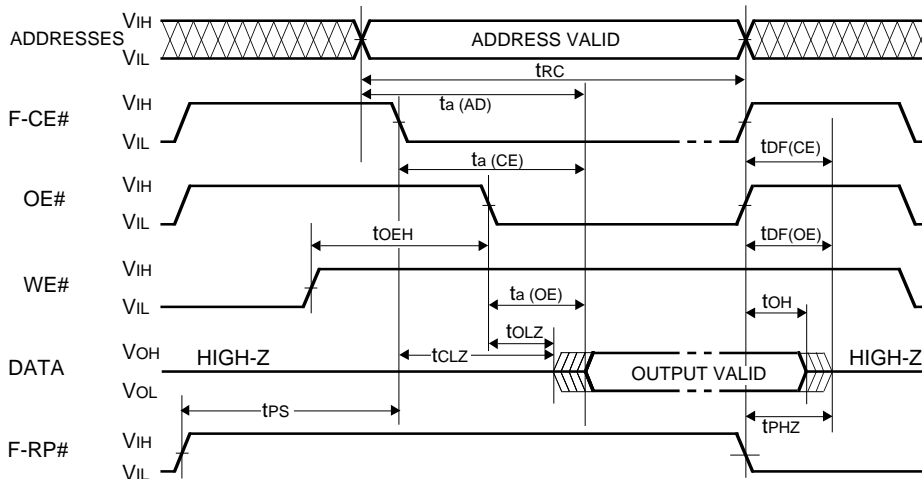 ADDRESSES VIH
VIL
ADDRESS VALID
tRC
ta (AD)
F-CE# VIH
VIL
ta (CE)
tDF(CE)
OE# VIH
VIL
tOEH
tDF(OE)
WE# VIH
VIL
ta (OE)
tOH
tOLZ
DATA VOH
VOL
HIGH-Z
tCLZ
OUTPUT VALID
HIGH-Z
tPS
tPHZ
F-RP# VIH
VIL